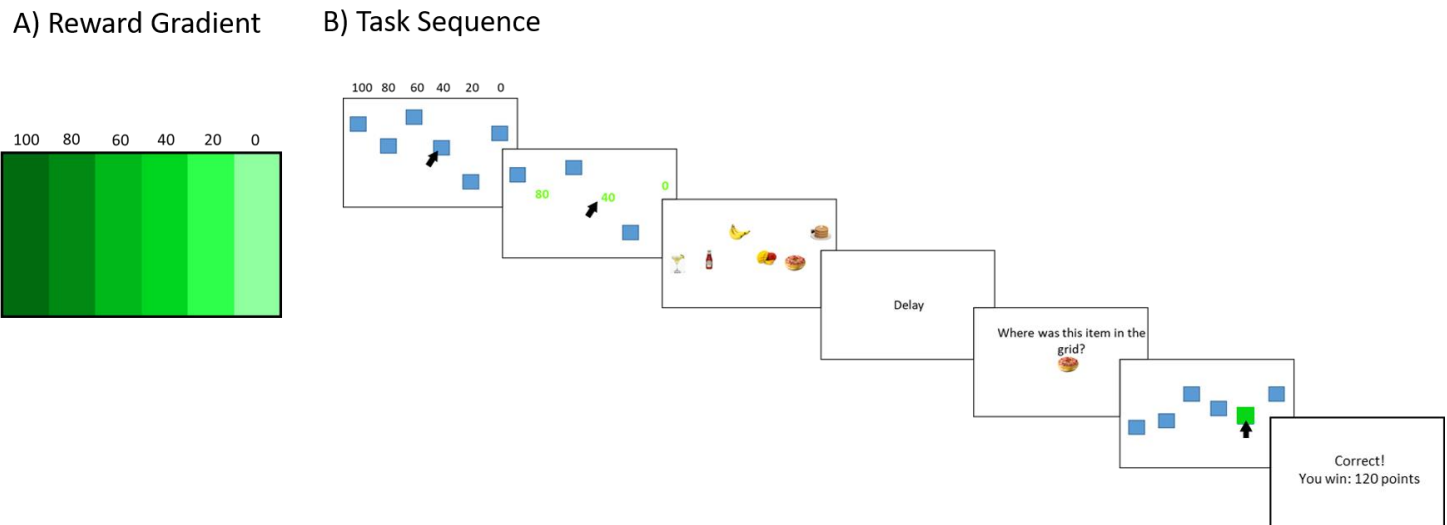 A) Reward Gradient
B) Task Sequence
100 80 60 40 20 0
100 80 60 40 20 0
80 40 0
Delay
Where was this item in the
grid?
Correct!
You win: 120 points